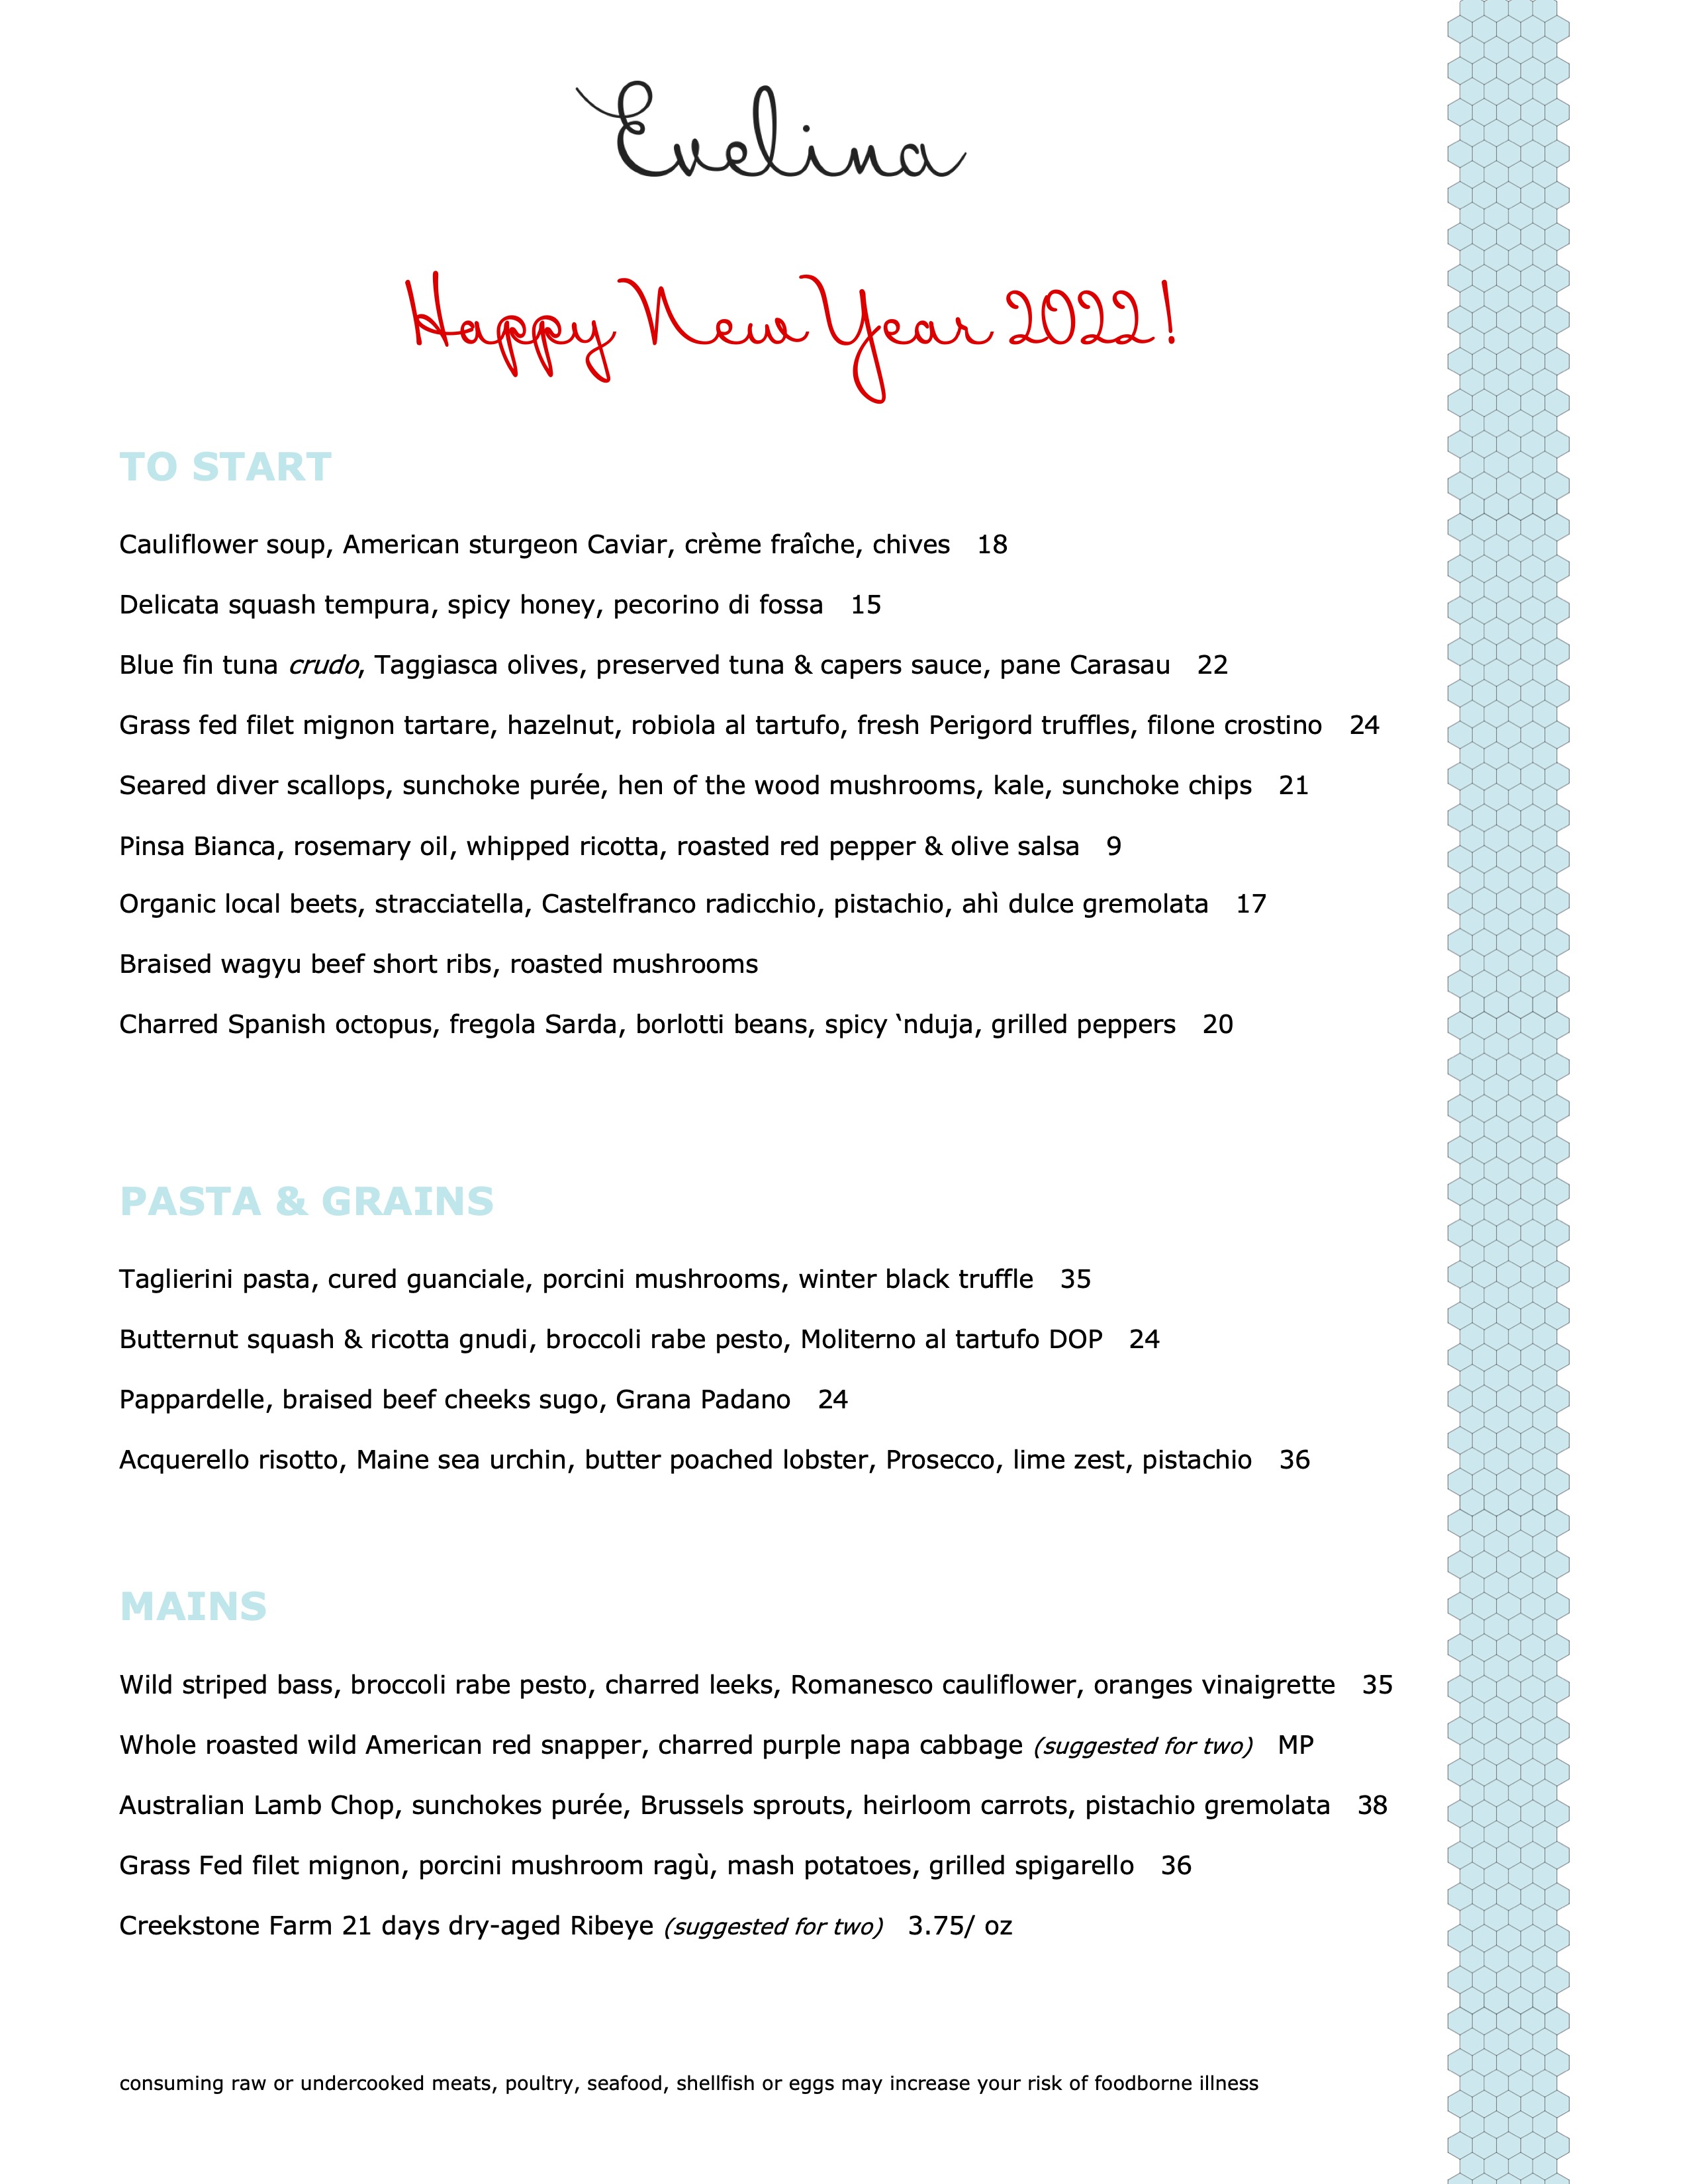 Evelina
Happy New Year 2022!
TO START
Cauliflower soup, American sturgeon Caviar, crème fraîche, chives 18
Delicata squash tempura, spicy honey, pecorino di fossa 15
Blue fin tuna crudo, Taggiasca olives, preserved tuna & capers sauce, pane Carasau 22
Grass fed filet mignon tartare, hazelnut, robiola al tartufo, fresh Perigord truffles, filone crostino 24
Seared diver scallops, sunchoke purée, hen of the wood mushrooms, kale, sunchoke chips 21
Pinsa Bianca, rosemary oil, whipped ricotta, roasted red pepper & olive salsa 9
Organic local beets, stracciatella, Castelfranco radicchio, pistachio, ahì dulce gremolata 17
Braised wagyu beef short ribs, roasted mushrooms
Charred Spanish octopus, fregola Sarda, borlotti beans, spicy ‘nduja, grilled peppers 20
PASTA & GRAINS
Taglierini pasta, cured guanciale, porcini mushrooms, winter black truffle 35
Butternut squash & ricotta gnudi, broccoli rabe pesto, Moliterno al tartufo DOP 24
Pappardelle, braised beef cheeks sugo, Grana Padano 24
Acquerello risotto, Maine sea urchin, butter poached lobster, Prosecco, lime zest, pistachio 36
MAINS
Wild striped bass, broccoli rabe pesto, charred leeks, Romanesco cauliflower, oranges vinaigrette 35
Whole roasted wild American red snapper, charred purple napa cabbage (suggested for two) MP
Australian Lamb Chop, sunchokes purée, Brussels sprouts, heirloom carrots, pistachio gremolata 38
Grass Fed filet mignon, porcini mushroom ragù, mash potatoes, grilled spigarello 36
Creekstone Farm 21 days dry-aged Ribeye (suggested for two) 3.75/ oz
consuming raw or undercooked meats, poultry, seafood, shellfish or eggs may increase your risk of foodborne illness